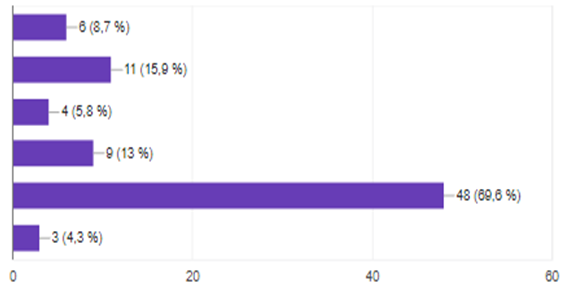 6 (8,7 %)
11 (15,9 %)
4 (5,8 %)
9 (13 %)
48 (69,6 %)
3 (4,3 %)
0 20 40 60